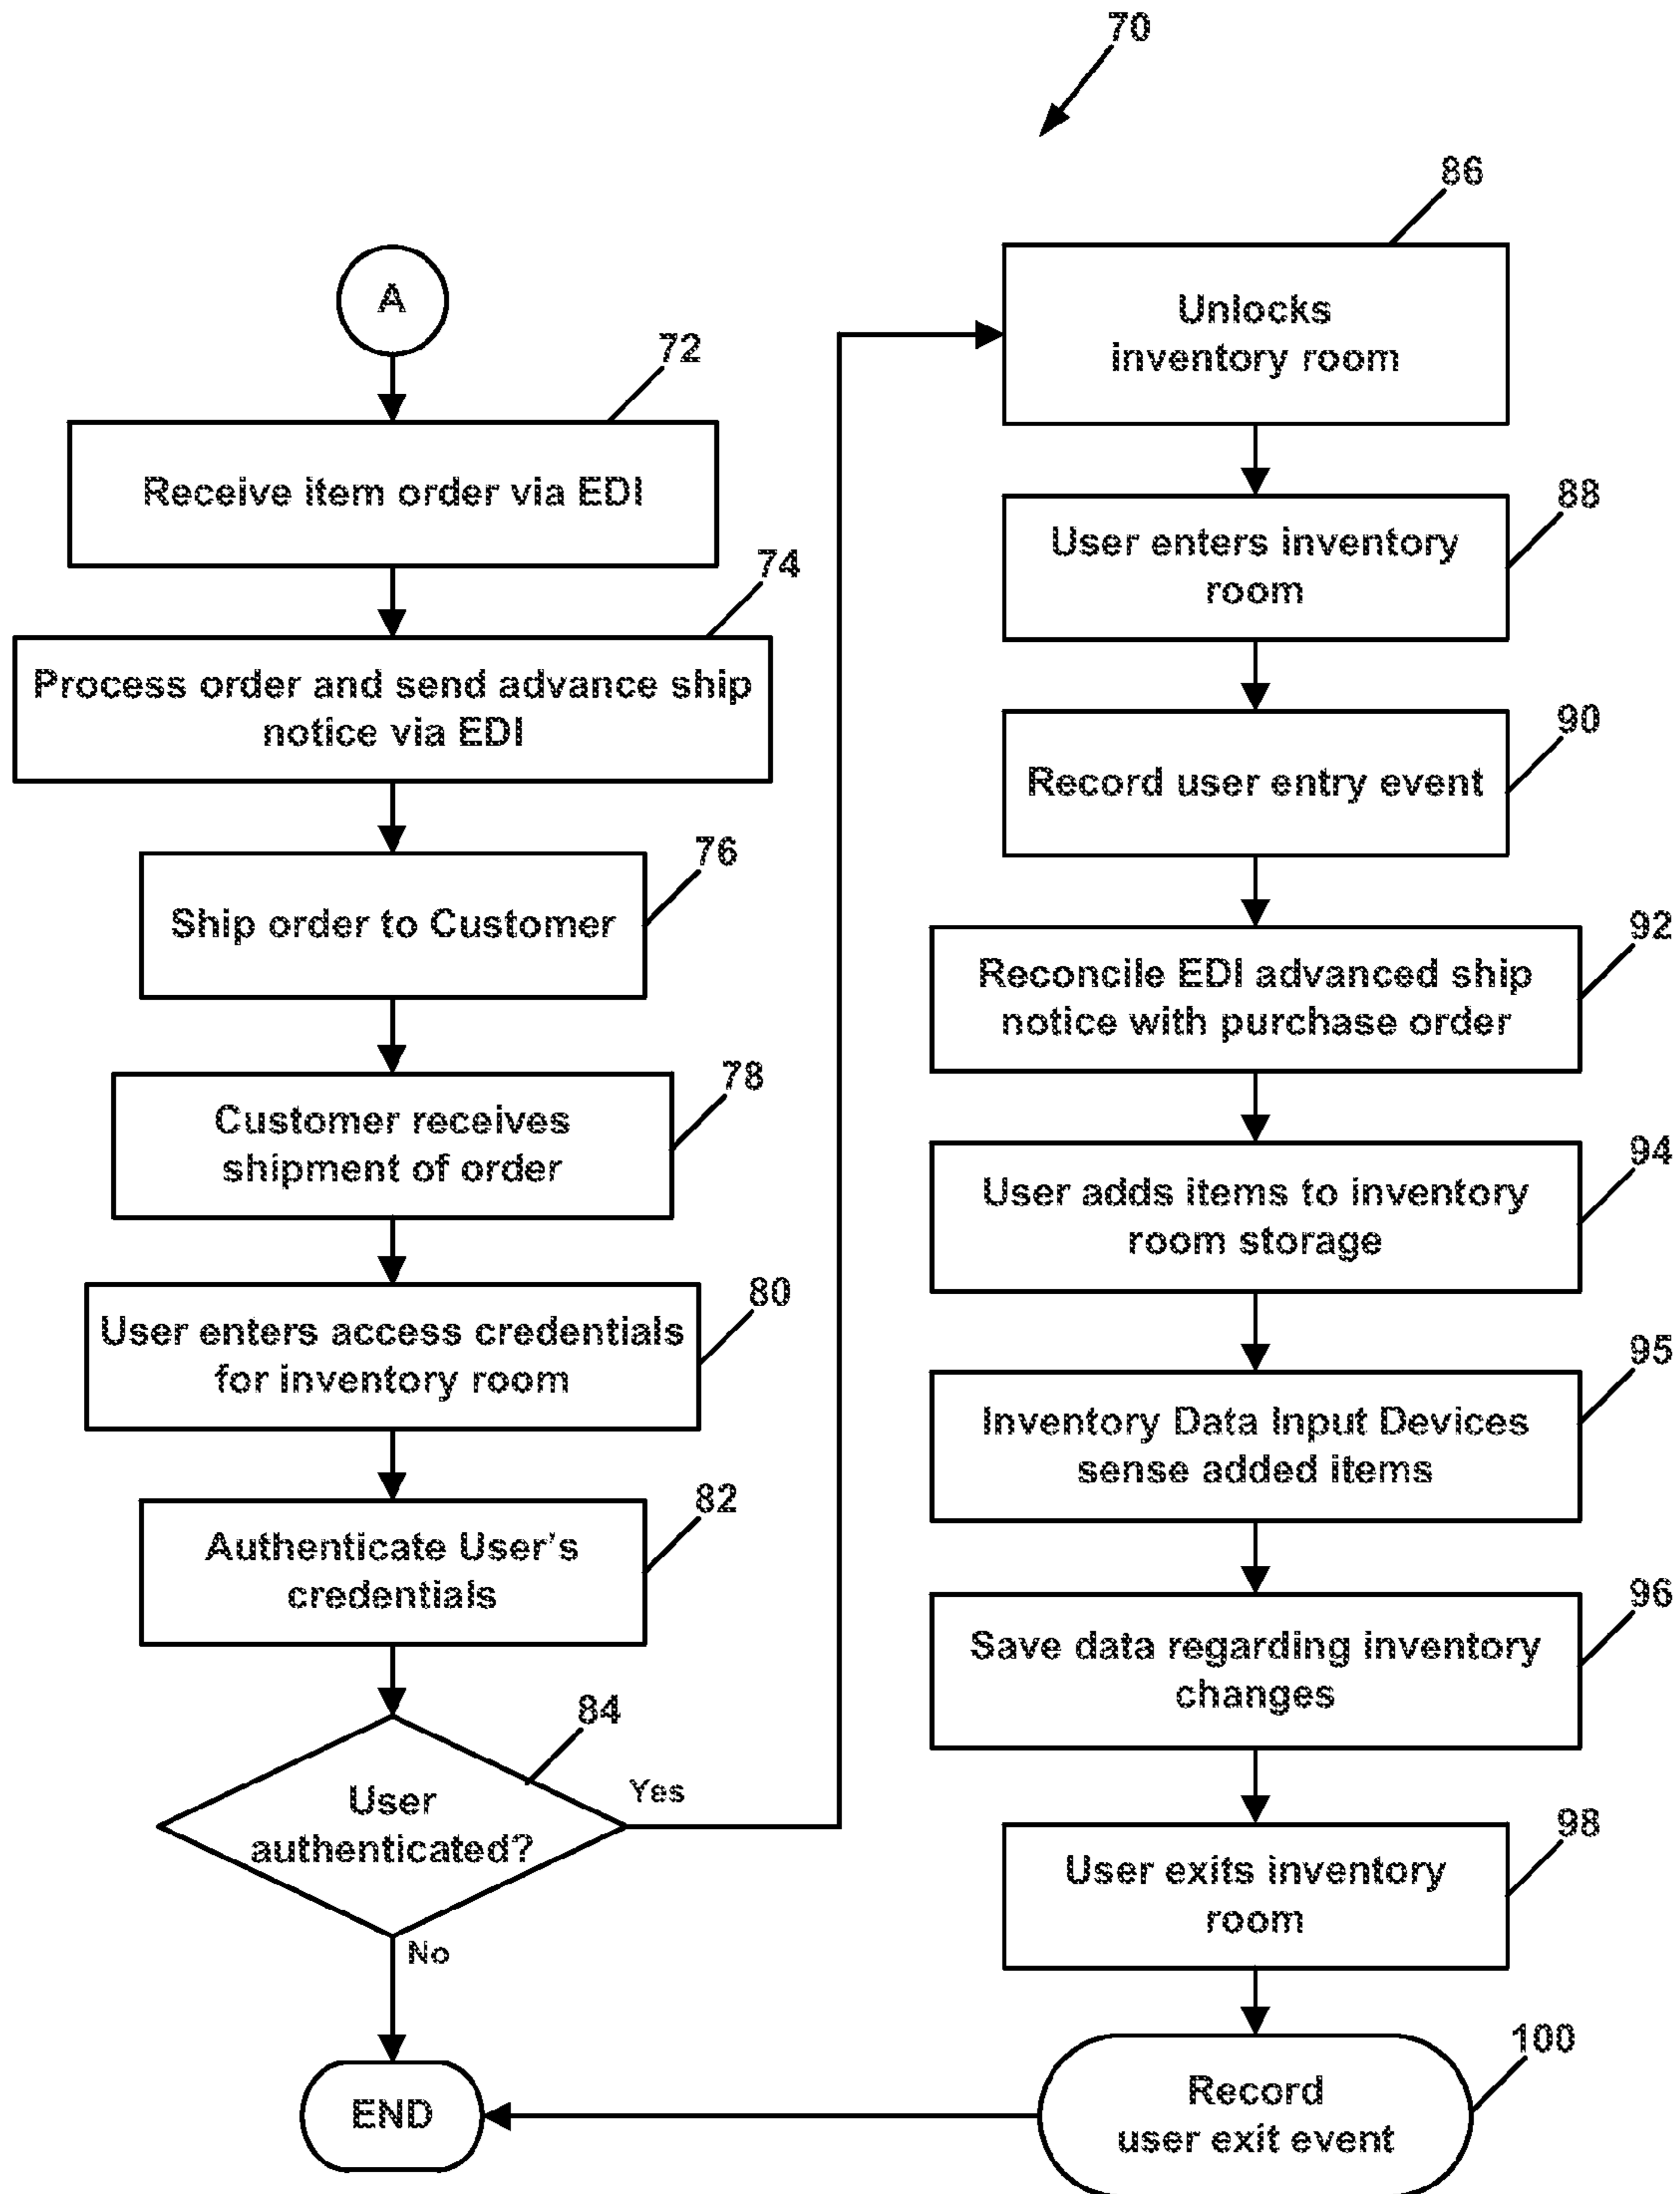 70
A
72
Receive item order via EDI
74
Process order and send advance ship
notice via EDI
76
Ship order to Customer
78
Customer receives
shipment of order
80
User enters access credentials
for inventory room
82
Authenticate User's
credentials
84
User
authenticated?
Yes
No
END
86
Unlocks
inventory room
88
User enters inventory
room
90
Record user entry event
92
Reconcile EDI advanced ship
notice with purchase order
94
User adds items to inventory
room storage
95
Inventory Data Input Devices
sense added items
96
Save data regarding inventory
changes
98
User exits inventory
room
100
Record
user exit event